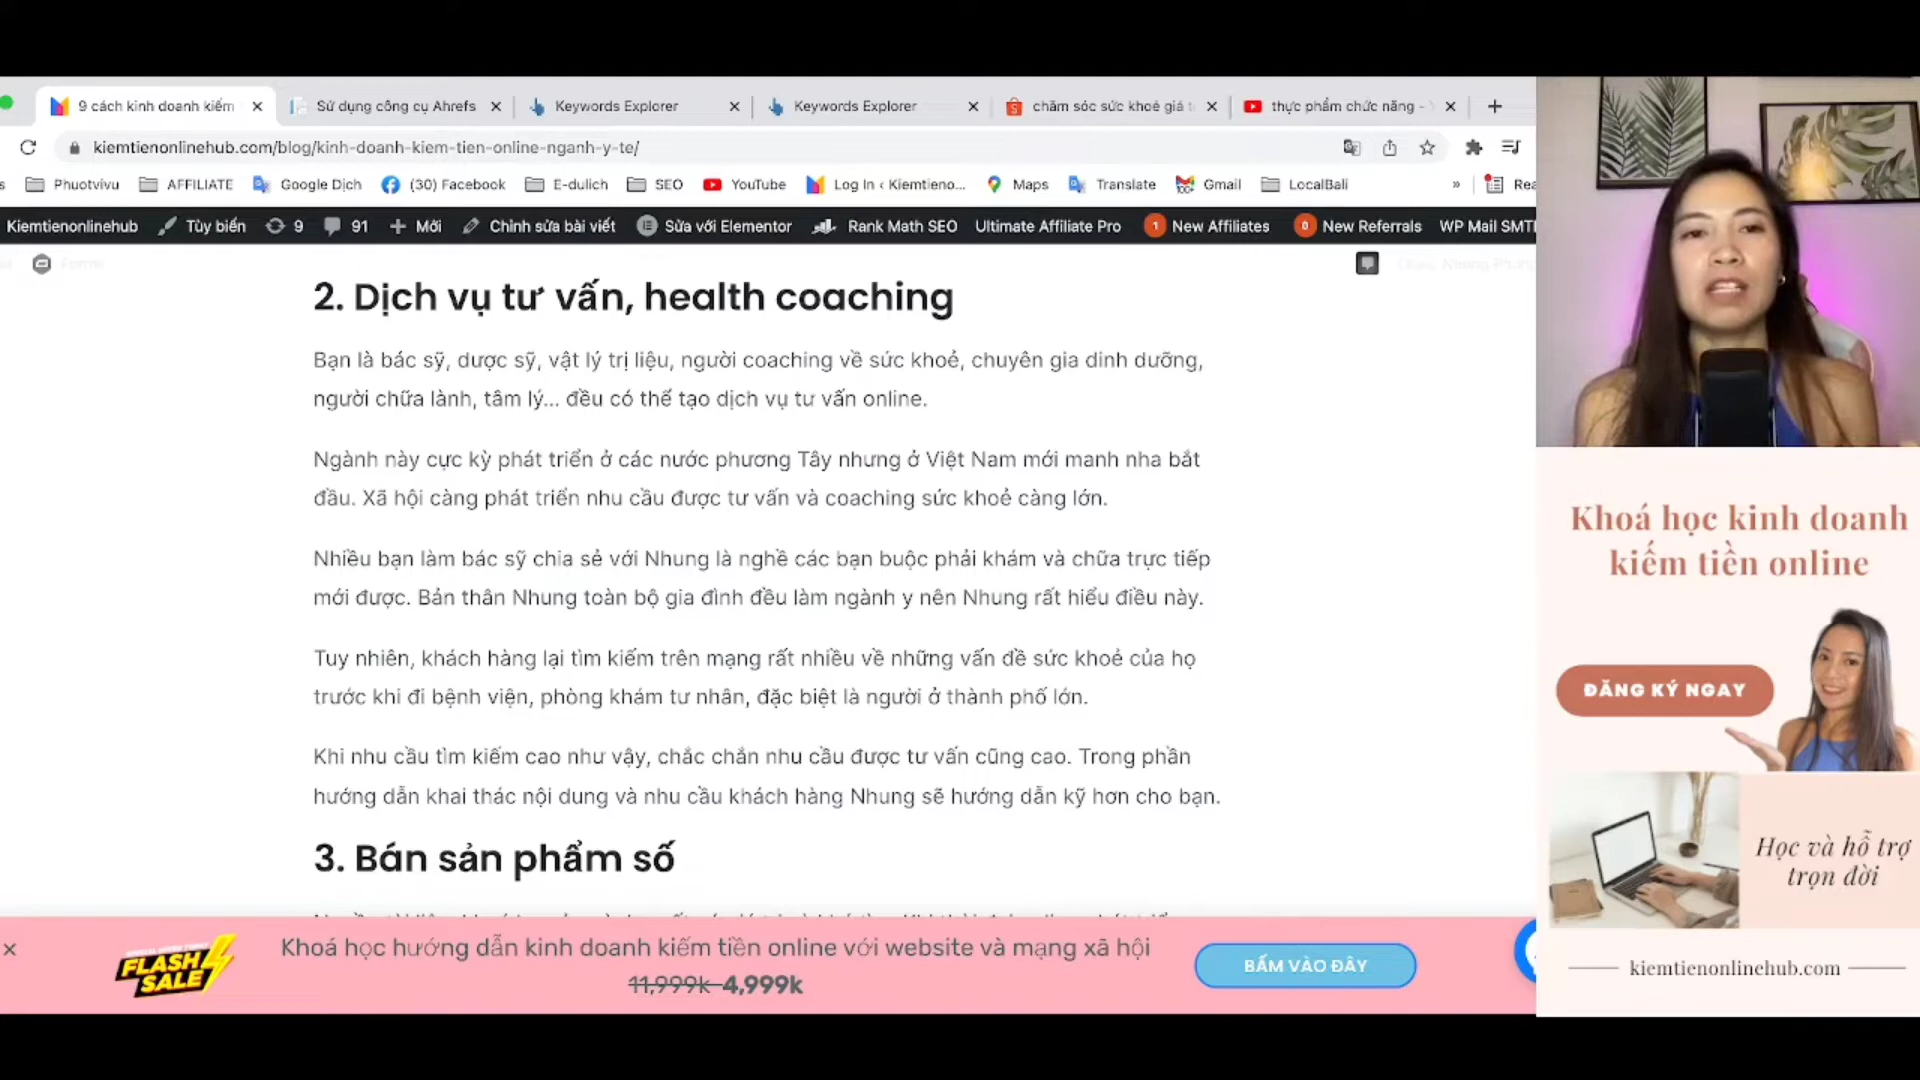 9 cách kinh doanh kiếm
Sử dụng công cụ Ahrefs
Keywords Explorer
Keywords Explorer
chăm sóc sức khoẻ giá t
thực phẩm chức năng -
kiemtienonlinehub.com/blog/kinh-doanh-kiem-tien-online-nganh-y-te/
s Phuotvivu AFFILIATE Google Dịch (30) Facebook E-dulich SEO YouTube Log In ‹ Kiemtieno... Maps Translate Gmail LocalBali » Rea
Kiemtienonlinehub Tùy biến 9 91 + Mới Chỉnh sửa bài viết Sửa với Elementor Rank Math SEO Ultimate Affiliate Pro 1 New Affiliates 0 New Referrals WP Mail SMT
2. Dịch vụ tư vấn, health coaching
Bạn là bác sỹ, dược sỹ, vật lý trị liệu, người coaching về sức khoẻ, chuyên gia dinh dưỡng,
người chữa lành, tâm lý... đều có thể tạo dịch vụ tư vấn online.
Ngành này cực kỳ phát triển ở các nước phương Tây nhưng ở Việt Nam mới manh nha bắt
đầu. Xã hội càng phát triển nhu cầu được tư vấn và coaching sức khoẻ càng lớn.
Nhiều bạn làm bác sỹ chia sẻ với Nhung là nghề các bạn buộc phải khám và chữa trực tiếp
mới được. Bản thân Nhung toàn bộ gia đình đều làm ngành y nên Nhung rất hiểu điều này.
Tuy nhiên, khách hàng lại tìm kiếm trên mạng rất nhiều về những vấn đề sức khoẻ của họ
trước khi đi bệnh viện, phòng khám tư nhân, đặc biệt là người ở thành phố lớn.
Khi nhu cầu tìm kiếm cao như vậy, chắc chắn nhu cầu được tư vấn cũng cao. Trong phần
hướng dẫn khai thác nội dung và nhu cầu khách hàng Nhung sẽ hướng dẫn kỹ hơn cho bạn.
3. Bán sản phẩm số
FLASH
SALE
Khoá học hướng dẫn kinh doanh kiếm tiền online với website và mạng xã hội
11,999k 4,999k
BẤM VÀO ĐÂY
Khoá học kinh doanh
kiếm tiền online
ĐĂNG KÝ NGAY
Học và hỗ trợ
trọn đời
kiemtienonlinehub.com